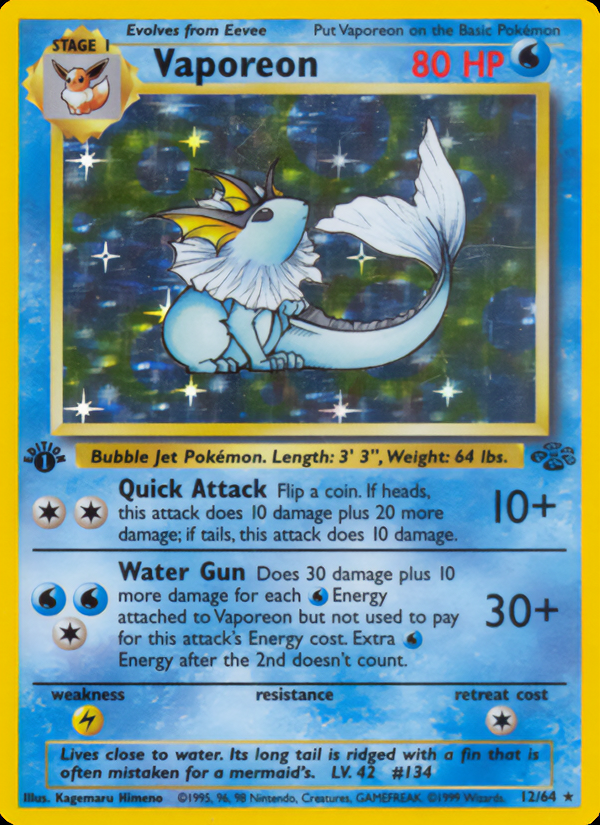 Evolves from Eevee Put Vaporeon on the Basic Pokémon
STAGE 1
Vaporeon 80 HP
EDITION
1
Bubble Jet Pokémon. Length: 3' 3", Weight: 64 lbs.
Quick Attack Flip a coin. If heads,
this attack does 10 damage plus 20 more
damage; if tails, this attack does 10 damage.
10+
Water Gun Does 30 damage plus 10
more damage for each Energy
attached to Vaporeon but not used to pay
for this attack's Energy cost. Extra
Energy after the 2nd doesn't count.
30+
weakness resistance retreat cost
Lives close to water. Its long tail is ridged with a fin that is
often mistaken for a mermaid's. LV. 42 #134
Illus. Kagemaru Himeno ©1995, 96, 98 Nintendo, Creatures, GAMEFREAK. ©1999 Wizards. 12/64 ★